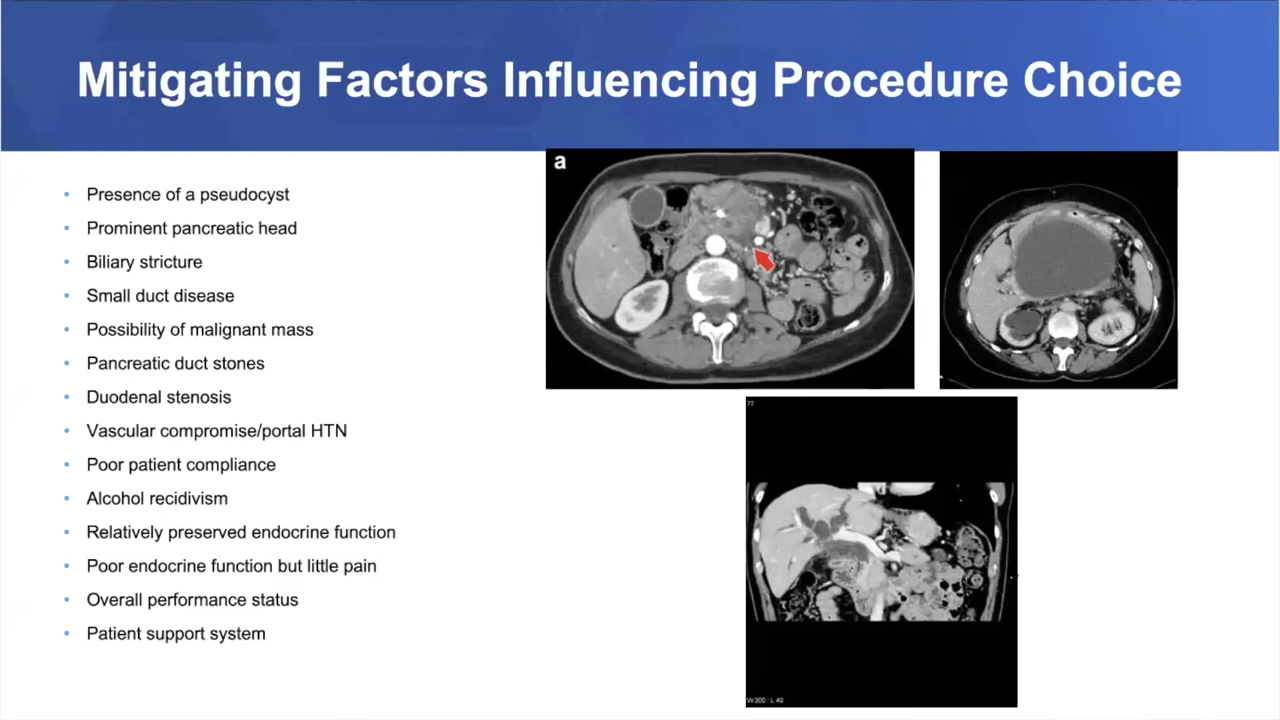 Mitigating Factors Influencing Procedure Choice
• Presence of a pseudocyst
• Prominent pancreatic head
• Biliary stricture
• Small duct disease
• Possibility of malignant mass
• Pancreatic duct stones
• Duodenal stenosis
• Vascular compromise/portal HTN
• Poor patient compliance
• Alcohol recidivism
• Relatively preserved endocrine function
• Poor endocrine function but little pain
• Overall performance status
• Patient support system
a
77
W 300 : L 40